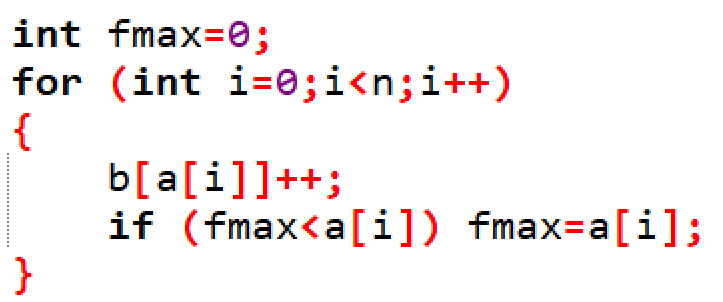 int fmax=0;
for (int i=0;i<n;i++)
{
    b[a[i]]++;
    if (fmax<a[i]) fmax=a[i];
}